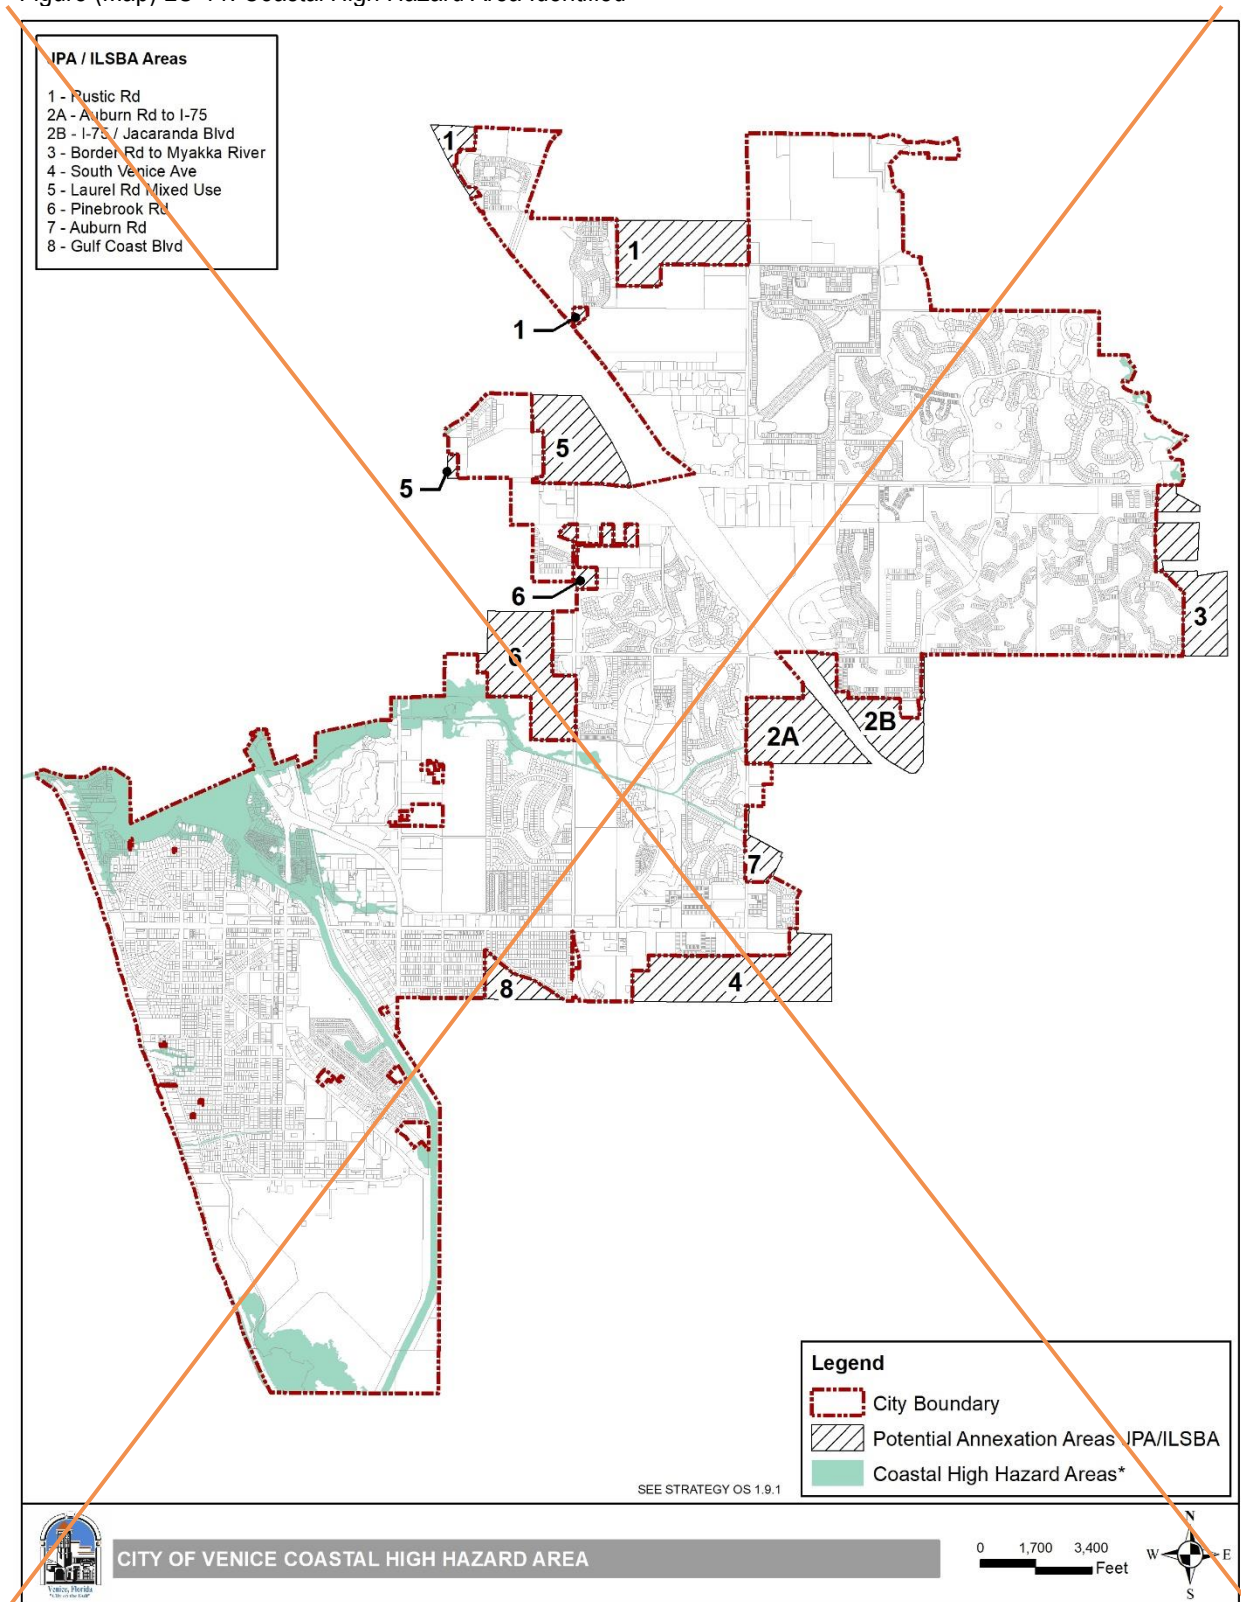 JPA / ILSBA Areas
1 - Rustic Rd
2A - Auburn Rd to I-75
2B - I-75 / Jacaranda Blvd
3 - Border Rd to Myakka River
4 - South Venice Ave
5 - Laurel Rd Mixed Use
6 - Pinebrook Rd
7 - Auburn Rd
8 - Gulf Coast Blvd
1
1
1
5
5
6
3
6
2B
2A
7
4
8
Legend
City Boundary
Potential Annexation Areas JPA/ILSBA
Coastal High Hazard Areas*
SEE STRATEGY OS 1.9.1
CITY OF VENICE COASTAL HIGH HAZARD AREA
0 1,700 3,400
Feet
N
W E
S
Venice, Florida